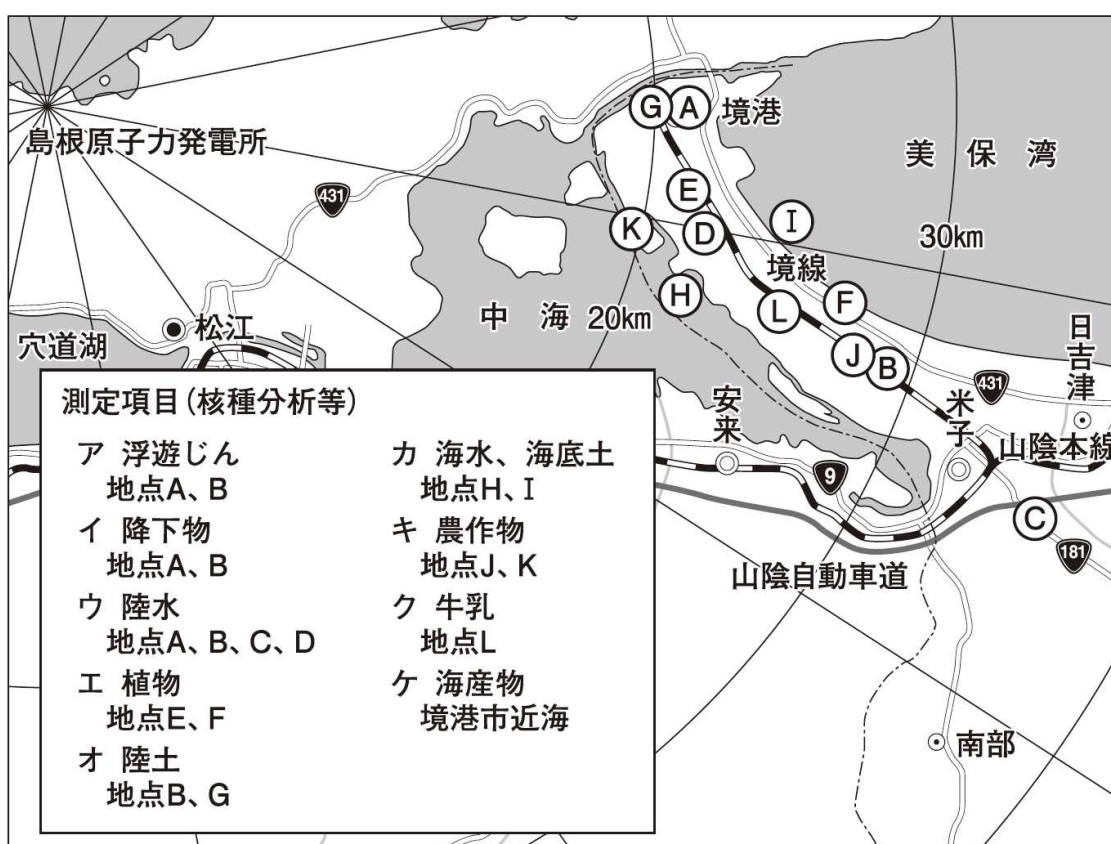 G
A
境港
島根原子力発電所
美保湾
431
E
I
K
D
30km
境線
H
F
中海
20km
L
松江
宍道湖
J
B
日吉津
431
安来
米子
山陰本線
9
C
181
山陰自動車道
南部
測定項目(核種分析等)
ア 浮遊じん
地点A、B
イ 降下物
地点A、B
ウ 陸水
地点A、B、C、D
エ 植物
地点E、F
オ 陸土
地点B、G
カ 海水、海底土
地点H、I
キ 農作物
地点J、K
ク 牛乳
地点L
ケ 海産物
境港市近海